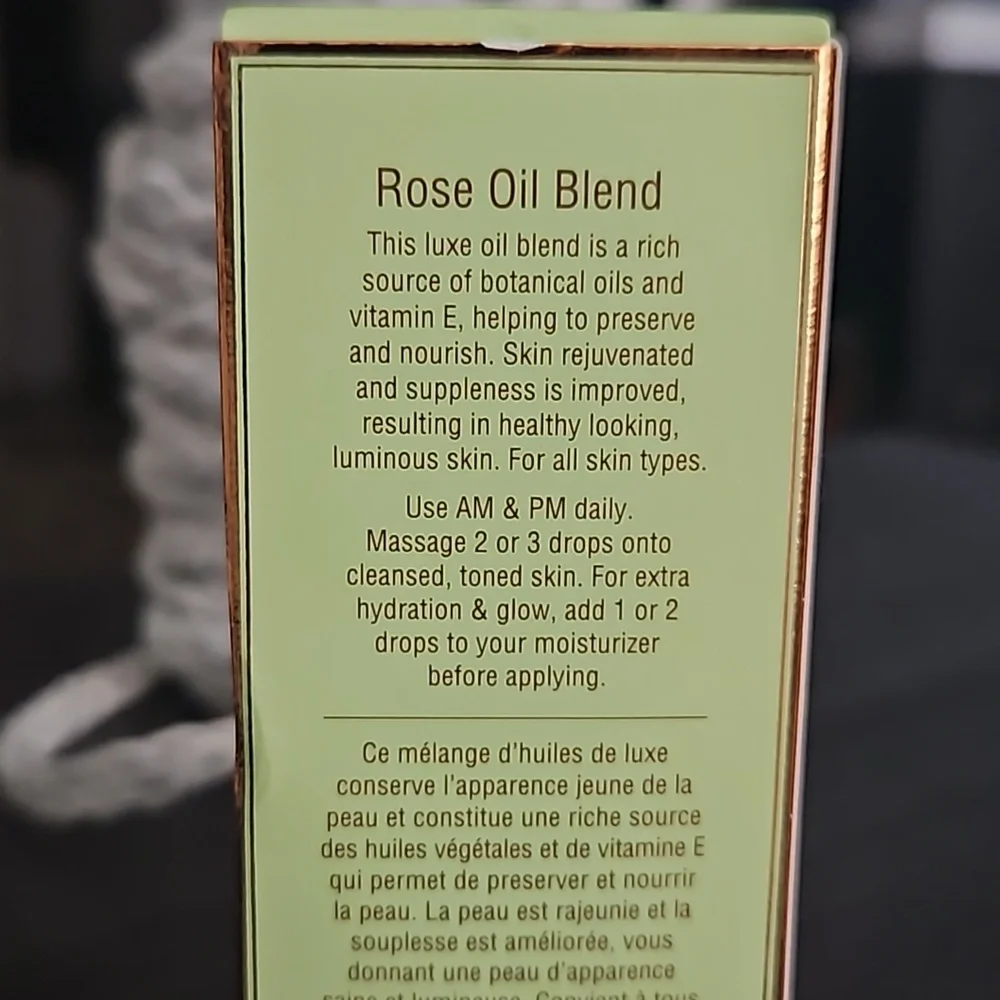 Rose Oil Blend
This luxe oil blend is a rich
source of botanical oils and
vitamin E, helping to preserve
and nourish. Skin rejuvenated
and suppleness is improved,
resulting in healthy looking,
luminous skin. For all skin types.
Use AM & PM daily.
Massage 2 or 3 drops onto
cleansed, toned skin. For extra
hydration & glow, add 1 or 2
drops to your moisturizer
before applying.
Ce mélange d'huiles de luxe
conserve l'apparence jeune de la
peau et constitue une riche source
des huiles végétales et de vitamine E
qui permet de preserver et nourrir
la peau. La peau est rajeunie et la
souplesse est améliorée, vous
donnant une peau d'apparence
saine et lumineuse. Convient à tous